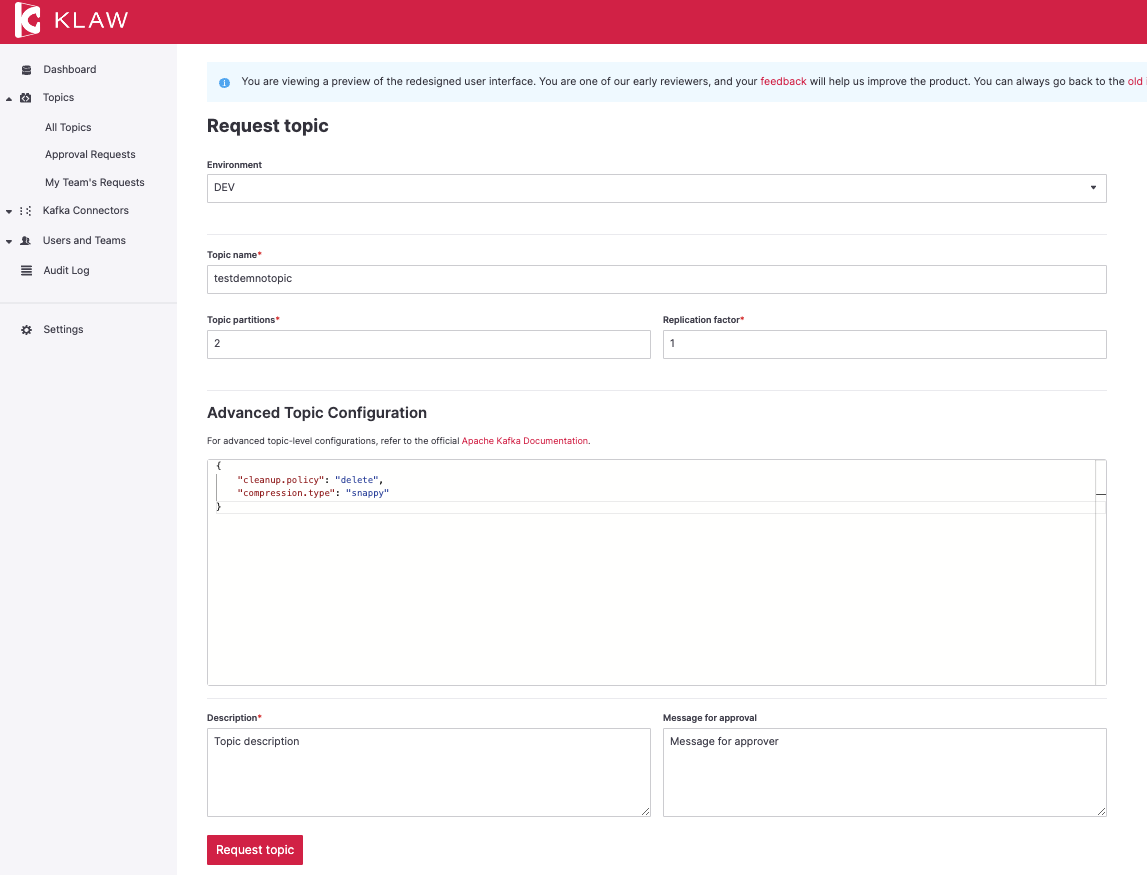 KLAW
Dashboard
Topics
All Topics
Approval Requests
My Team's Requests
Kafka Connectors
Users and Teams
Audit Log
Settings
You are viewing a preview of the redesigned user interface. You are one of our early reviewers, and your feedback will help us improve the product. You can always go back to the old
Request topic
Environment
DEV
Topic name*
testdemnotopic
Topic partitions*
Replication factor*
2
1
Advanced Topic Configuration
For advanced topic-level configurations, refer to the official Apache Kafka Documentation.
{
"cleanup.policy": "delete",
"compression.type": "snappy"
}
Description*
Message for approval
Topic description
Message for approver
Request topic